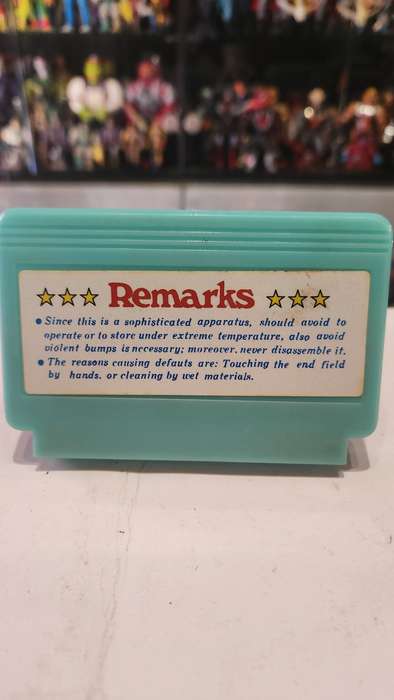 ★★★ Remarks ★★★
● Since this is a sophisticated apparatus, should avoid to
operate or to store under extreme temperature, also avoid
violent bumps is necessary; moreover, never disassemble it.
● The reasons causing defauts are: Touching the end field
by hands, or cleaning by wet materials.